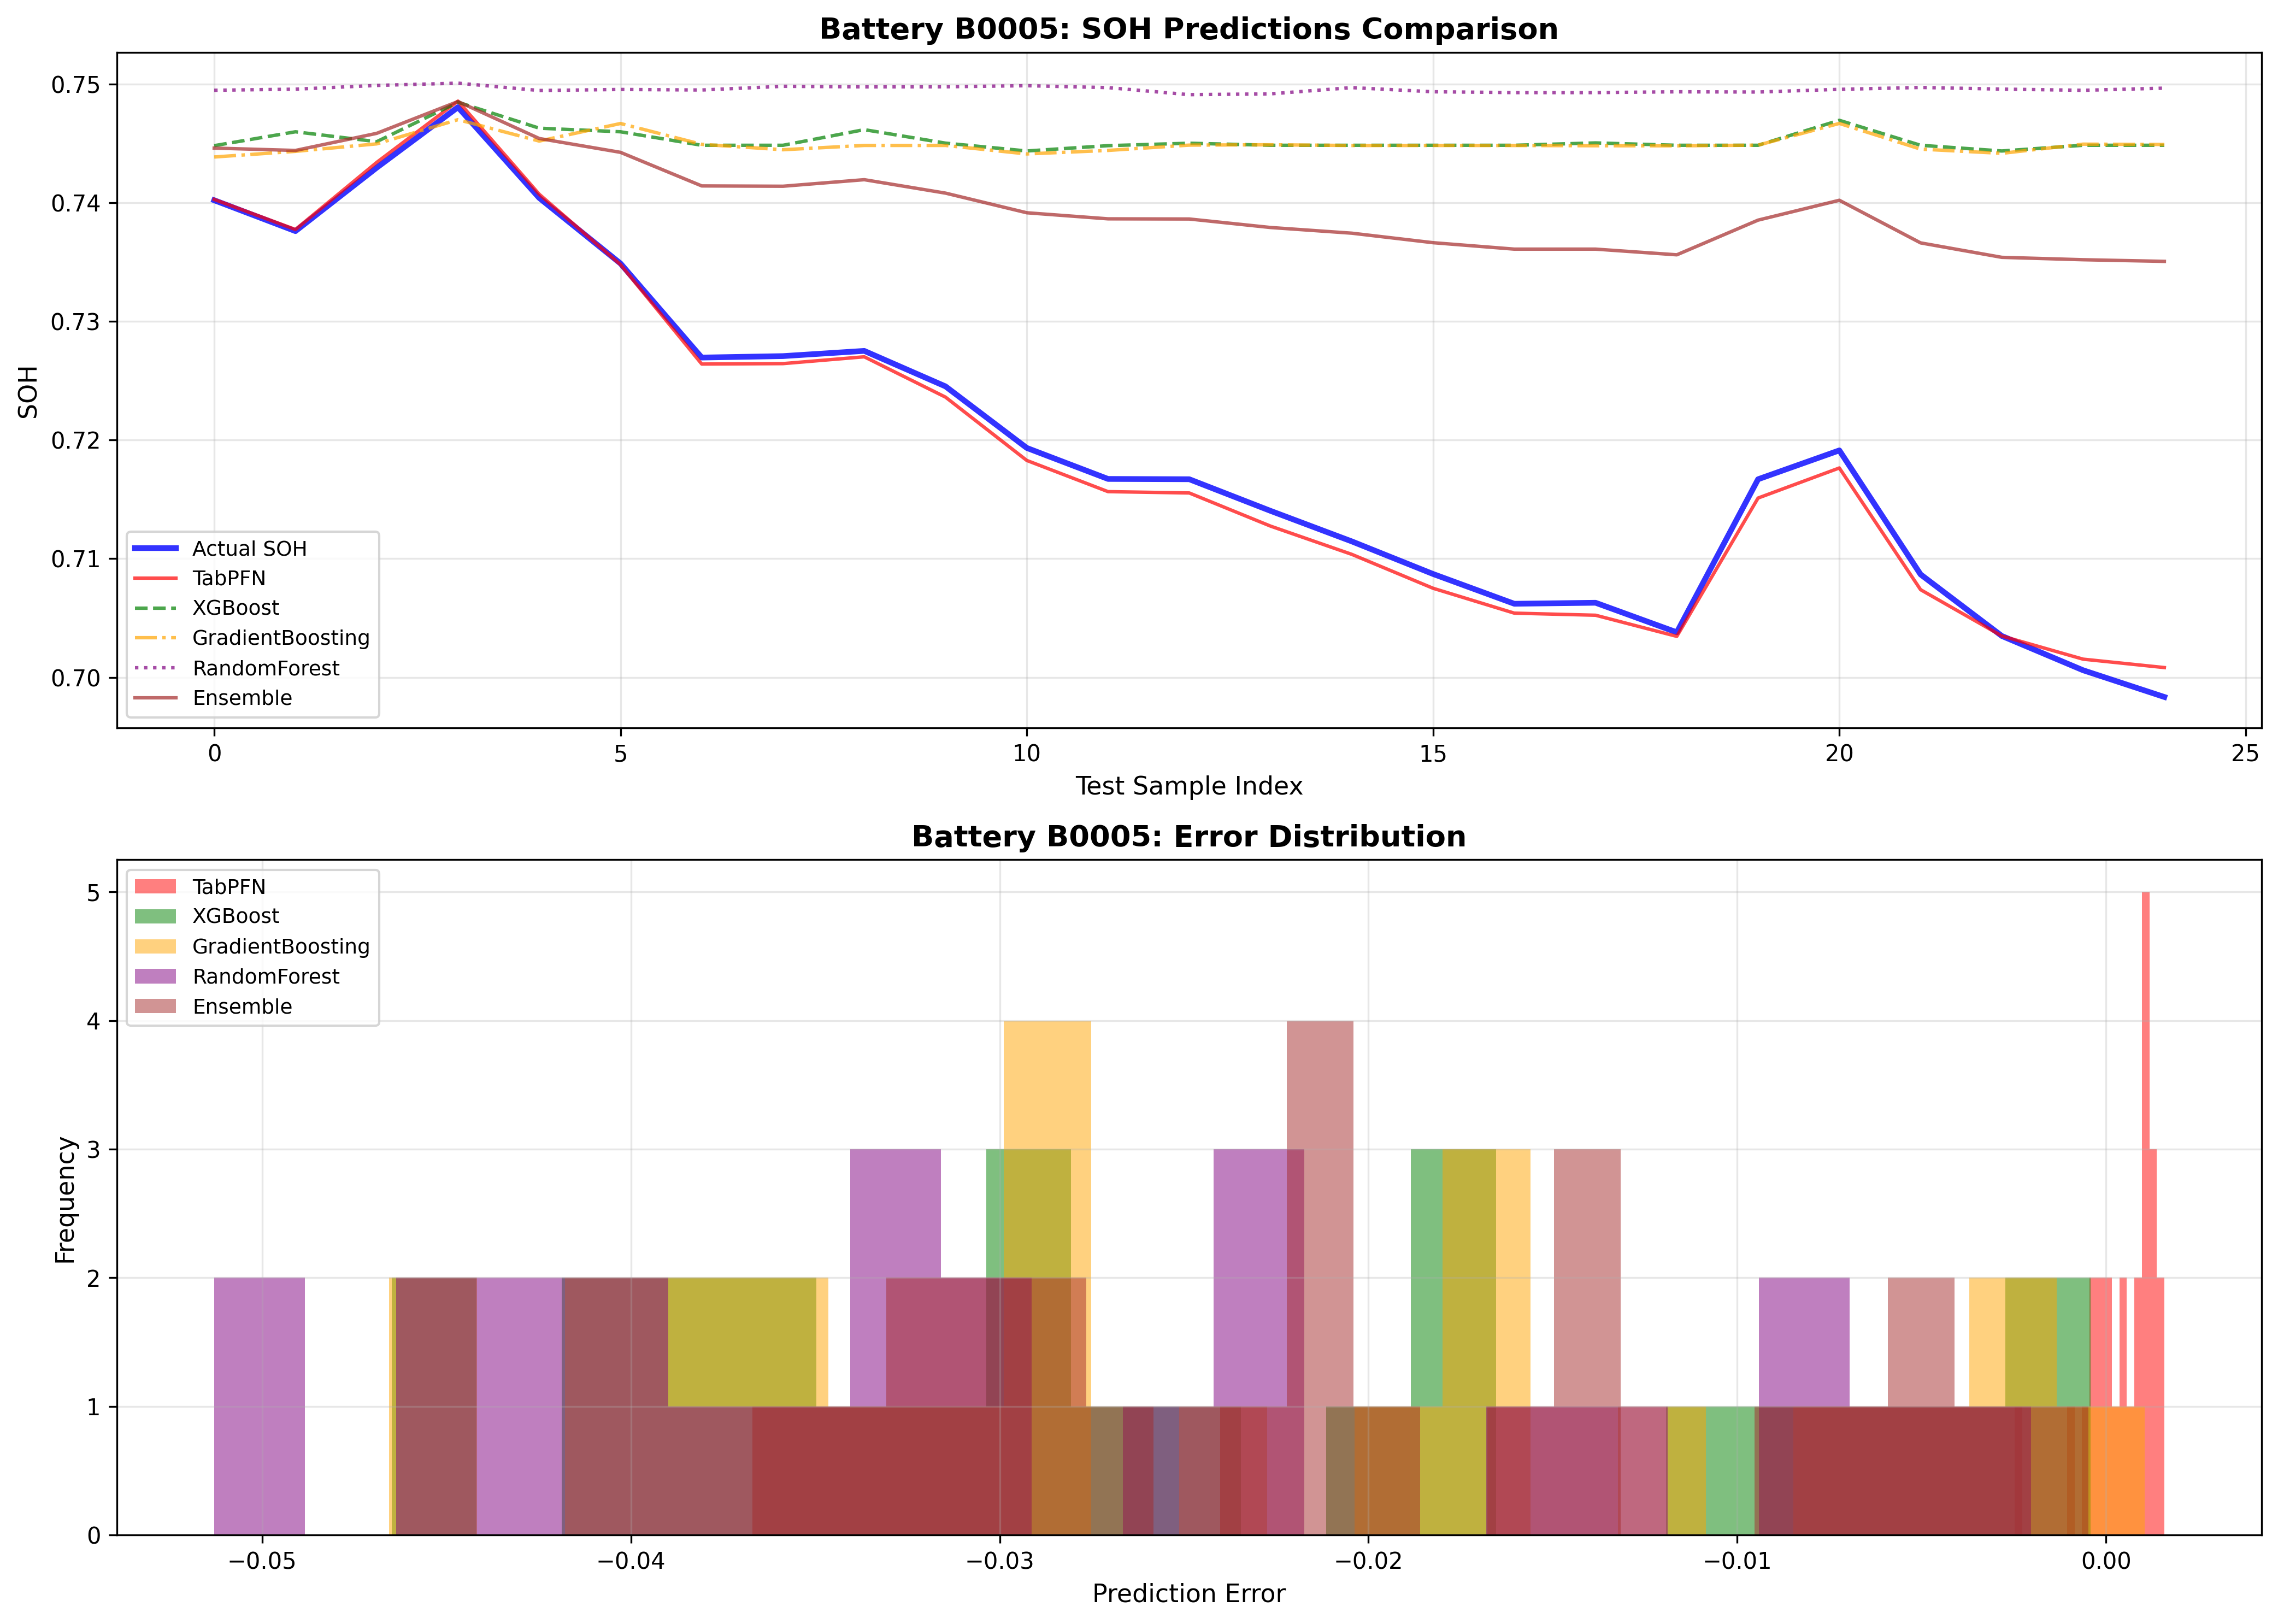 Battery B0005: SOH Predictions Comparison
0.75
0.74
0.73
0.72
0.71
0.70
SOH
Actual SOH
TabPFN
XGBoost
GradientBoosting
RandomForest
Ensemble
0 5 10 15 20 25
Test Sample Index
Battery B0005: Error Distribution
5
4
3
2
1
0
Frequency
TabPFN
XGBoost
GradientBoosting
RandomForest
Ensemble
−0.05 −0.04 −0.03 −0.02 −0.01 0.00
Prediction Error